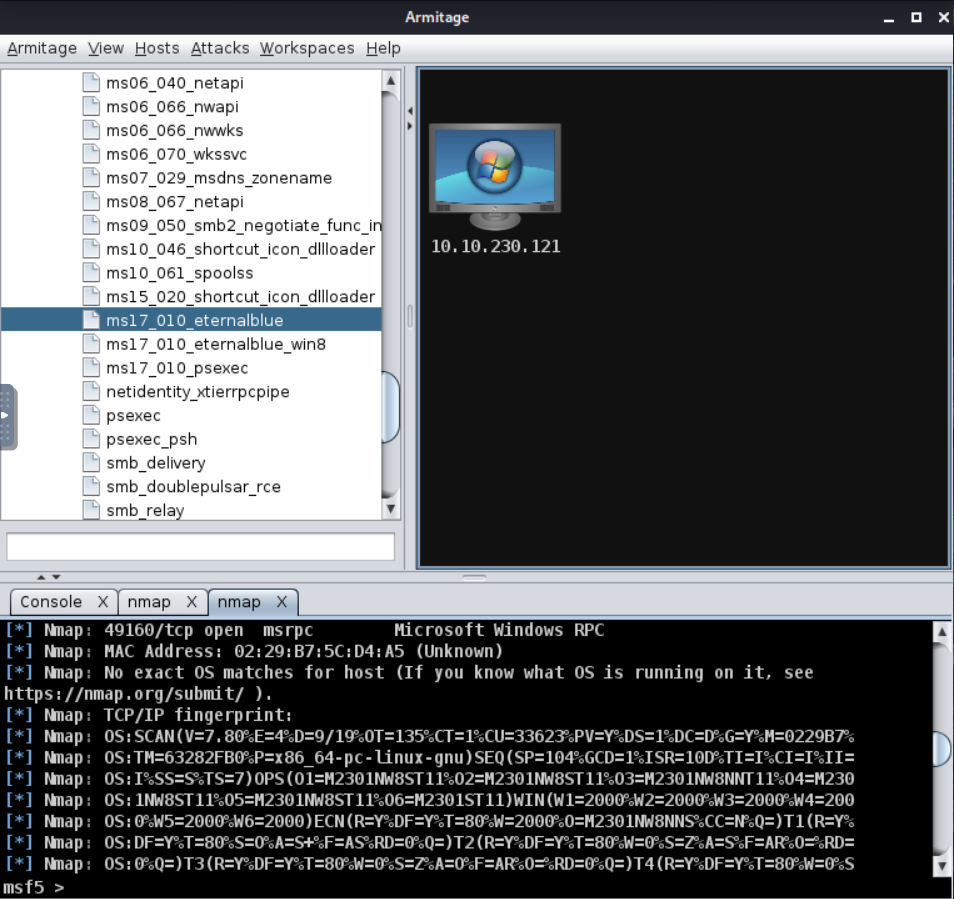 Armitage
Armitage View Hosts Attacks Workspaces Help
ms06_040_netapi
ms06_066_nwapi
ms06_066_nwwks
ms06_070_wkssvc
ms07_029_msdns_zonename
ms08_067_netapi
ms09_050_smb2_negotiate_func_in
ms10_046_shortcut_icon_dllloader
ms10_061_spoolss
ms15_020_shortcut_icon_dllloader
ms17_010_eternalblue
ms17_010_eternalblue_win8
ms17_010_psexec
netidentity_xtierrpcpipe
psexec
psexec_psh
smb_delivery
smb_doublepulsar_rce
smb_relay
10.10.230.121
Console X nmap X nmap X
[*] Nmap: 49160/tcp open  msrpc        Microsoft Windows RPC
[*] Nmap: MAC Address: 02:29:B7:5C:D4:A5 (Unknown)
[*] Nmap: No exact OS matches for host (If you know what OS is running on it, see
https://nmap.org/submit/ ).
[*] Nmap: TCP/IP fingerprint:
[*] Nmap: OS:SCAN(V=7.80%E=4%D=9/19%OT=135%CT=1%CU=33623%PV=Y%DS=1%DC=D%G=Y%M=0229B7%
[*] Nmap: OS:TM=63282FB0%P=x86_64-pc-linux-gnu)SEQ(SP=104%GCD=1%ISR=10D%TI=I%CI=I%II=
[*] Nmap: OS:I%SS=S%TS=7)OPS(O1=M2301NW8ST11%O2=M2301NW8ST11%O3=M2301NW8NNT11%O4=M230
[*] Nmap: OS:1NW8ST11%O5=M2301NW8ST11%O6=M2301ST11)WIN(W1=2000%W2=2000%W3=2000%W4=200
[*] Nmap: OS:0%W5=2000%W6=2000)ECN(R=Y%DF=Y%T=80%W=2000%O=M2301NW8NNS%CC=N%Q=)T1(R=Y%
[*] Nmap: OS:DF=Y%T=80%S=O%A=S+%F=AS%RD=0%Q=)T2(R=Y%DF=Y%T=80%W=0%S=Z%A=S%F=AR%O=%RD=
[*] Nmap: OS:0%Q=)T3(R=Y%DF=Y%T=80%W=0%S=Z%A=O%F=AR%O=%RD=0%Q=)T4(R=Y%DF=Y%T=80%W=0%S
msf5 >